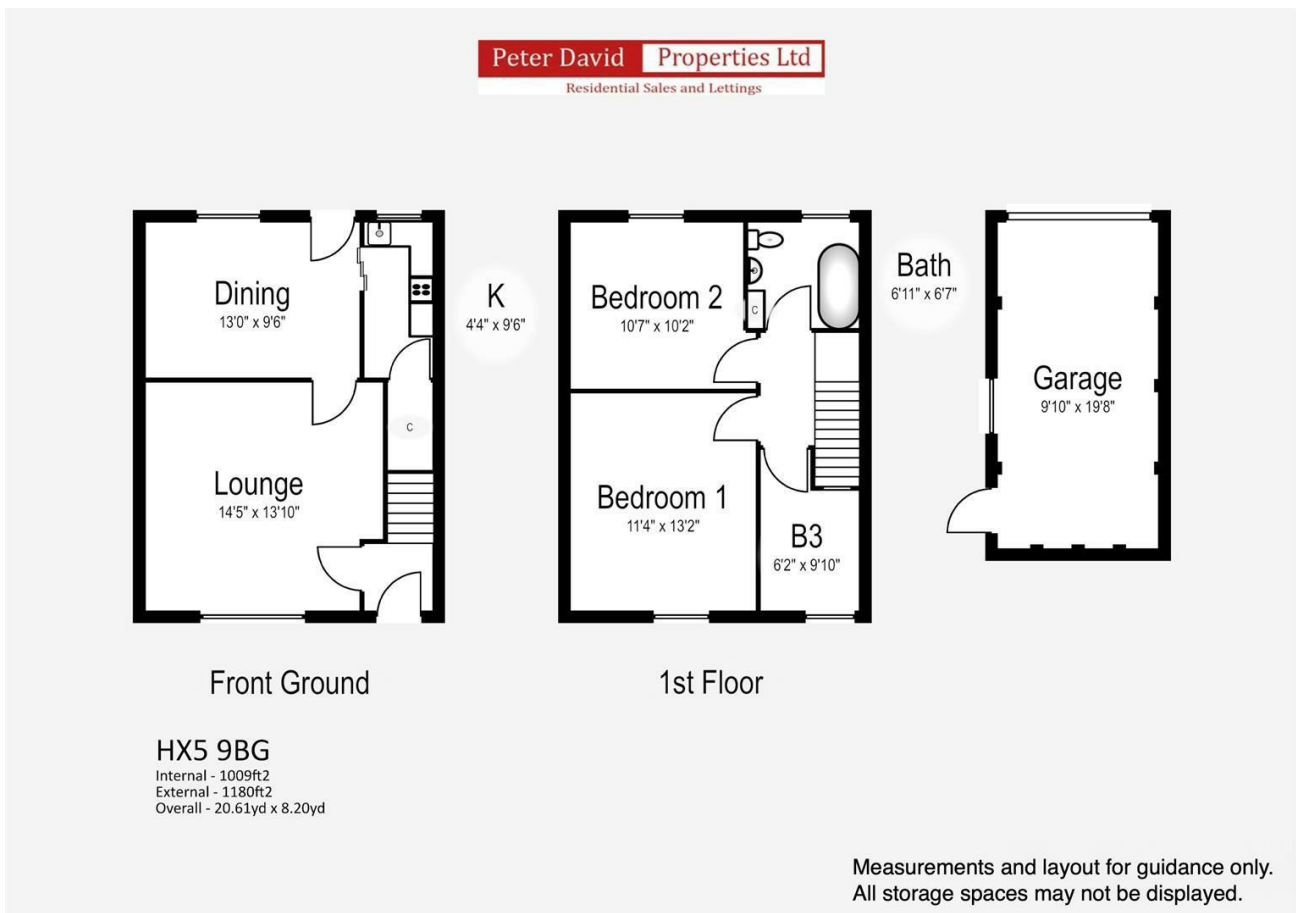 Peter David Properties Ltd
Residential Sales and Lettings
Dining
13'0" x 9'6"
K
4'4" x 9'6"
C
Lounge
14'5" x 13'10"
Front Ground
Bedroom 2
10'7" x 10'2"
C
Bath
6'11" x 6'7"
Bedroom 1
11'4" x 13'2"
B3
6'2" x 9'10"
1st Floor
Garage
9'10" x 19'8"
HX5 9BG
Internal - 1009ft2
External - 1180ft2
Overall - 20.61yd x 8.20yd
Measurements and layout for guidance only.
All storage spaces may not be displayed.